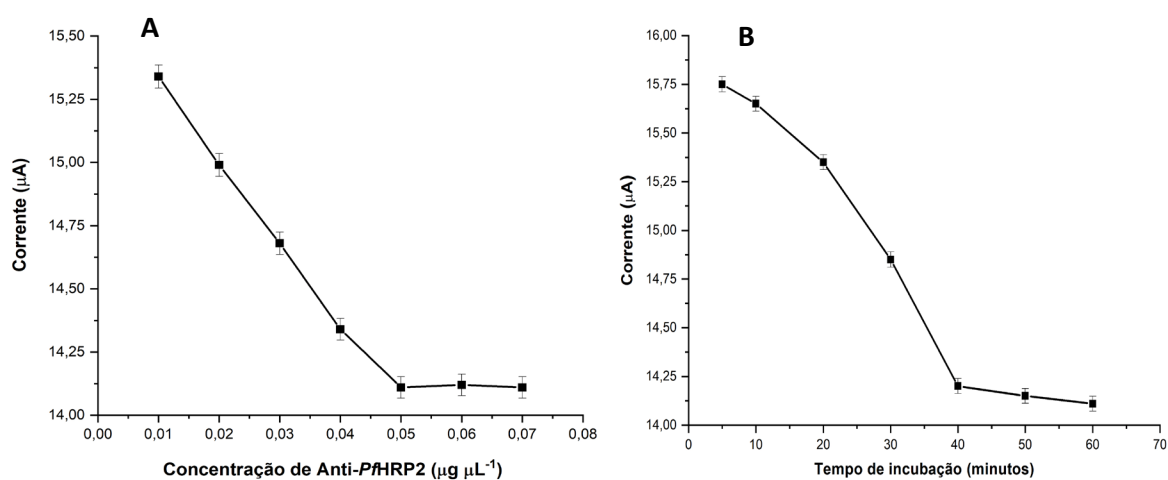 A
15,50
15,25
15,00
14,75
14,50
14,25
14,00
Corrente (µA)
0,00 0,01 0,02 0,03 0,04 0,05 0,06 0,07 0,08
Concentração de Anti-PfHRP2 (µg µL⁻¹)
B
16,00
15,75
15,50
15,25
15,00
14,75
14,50
14,25
14,00
Corrente (µA)
0 10 20 30 40 50 60 70
Tempo de incubação (minutos)